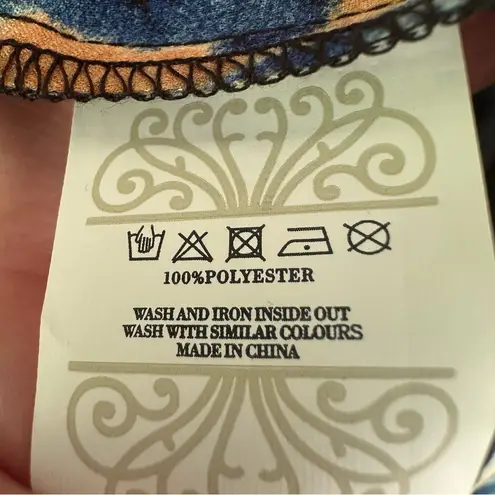 100%POLYESTER
WASH AND IRON INSIDE OUT
WASH WITH SIMILAR COLOURS
MADE IN CHINA